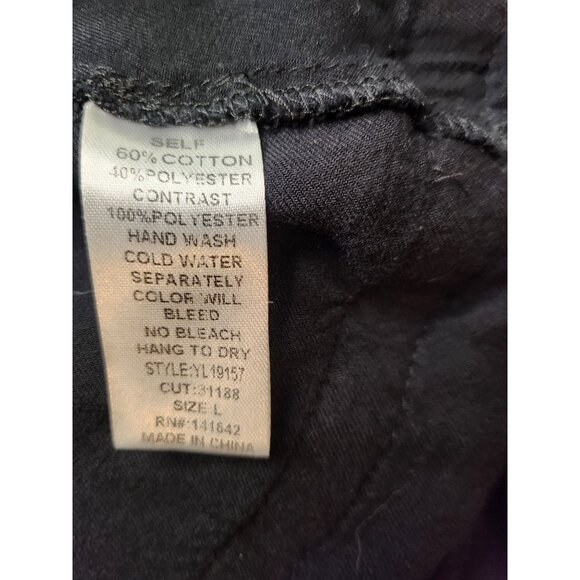 SELF
60% COTTON
40%POLYESTER
CONTRAST
100%POLYESTER
HAND WASH
COLD WATER
SEPARATELY
COLOR WILL
BLEED
NO BLEACH
HANG TO DRY
STYLE:YL19157
CUT:31188
SIZE:L
RN#:141642
MADE IN CHINA